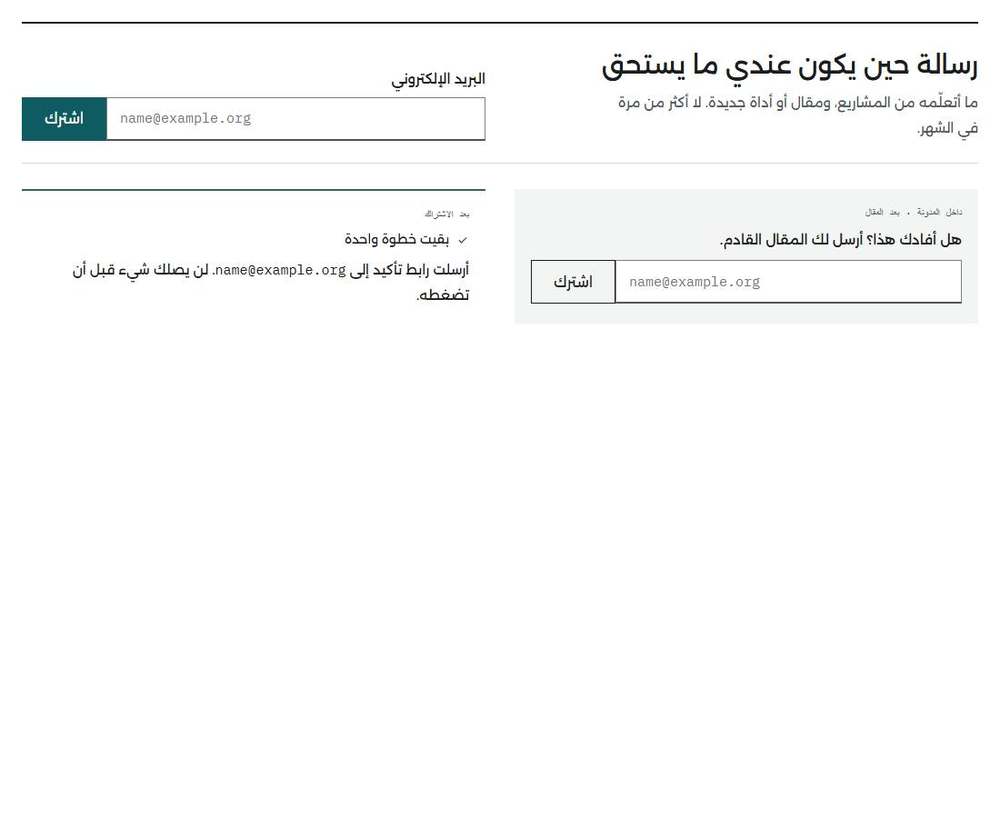 رسالة حين يكون عندي ما يستحق
ما أتعلّمه من المشاريع، ومقال أو أداة جديدة. لا أكثر من مرة
في الشهر.
البريد الإلكتروني
name@example.org
اشترك
داخل المدونة · بعد المقال
هل أفادك هذا؟ أرسل لك المقال القادم.
name@example.org
اشترك
بعد الاشتراك
✓ بقيت خطوة واحدة
أرسلت رابط تأكيد إلى name@example.org. لن يصلك شيء قبل أن
تضغطه.